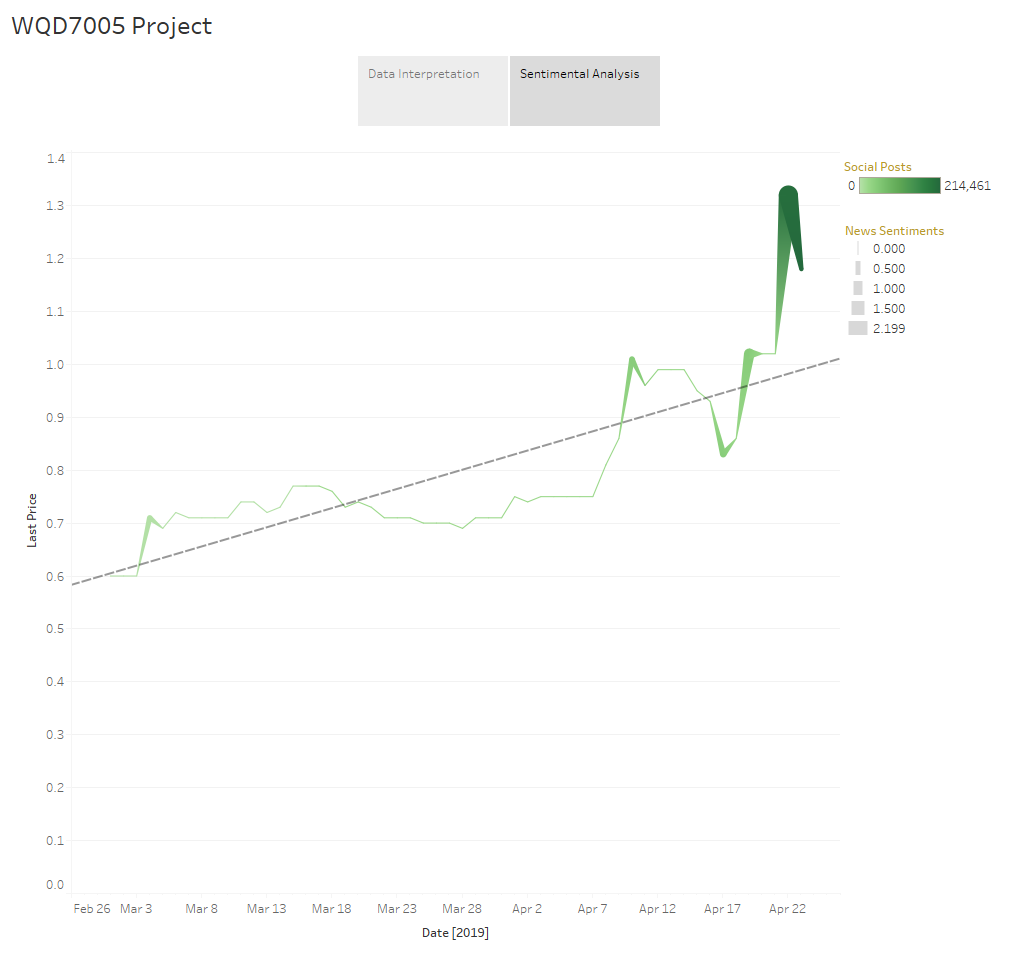 WQD7005 Project
Data Interpretation
Sentimental Analysis
1.4
1.3
1.2
1.1
1.0
0.9
0.8
0.7
0.6
0.5
0.4
0.3
0.2
0.1
0.0
Last Price
Feb 26 Mar 3 Mar 8 Mar 13 Mar 18 Mar 23 Mar 28 Apr 2 Apr 7 Apr 12 Apr 17 Apr 22
Date [2019]
Social Posts
0 214,461
News Sentiments
0.000
0.500
1.000
1.500
2.199